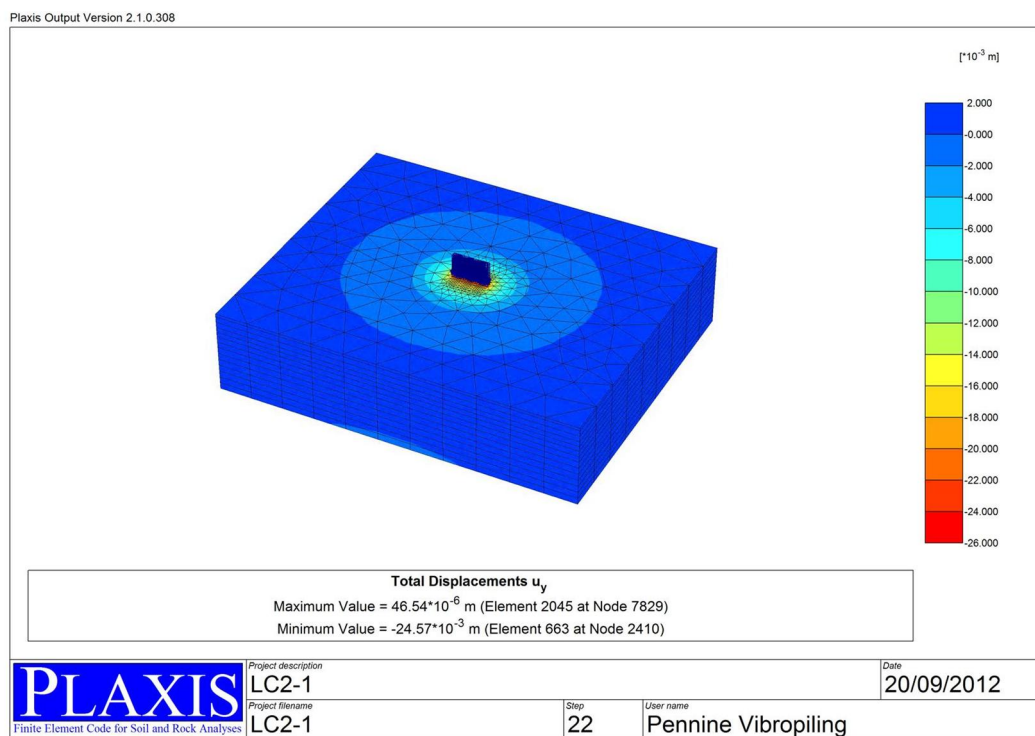 Plaxis Output Version 2.1.0.308
[*10-3 m]
2.000
-0.000
-2.000
-4.000
-6.000
-8.000
-10.000
-12.000
-14.000
-16.000
-18.000
-20.000
-22.000
-24.000
-26.000
Total Displacements uy
Maximum Value = 46.54*10-6 m (Element 2045 at Node 7829)
Minimum Value = -24.57*10-3 m (Element 663 at Node 2410)
PLAXIS
Finite Element Code for Soil and Rock Analyses
Project description
LC2-1
Date
20/09/2012
Project filename
LC2-1
Step
22
User name
Pennine Vibropiling